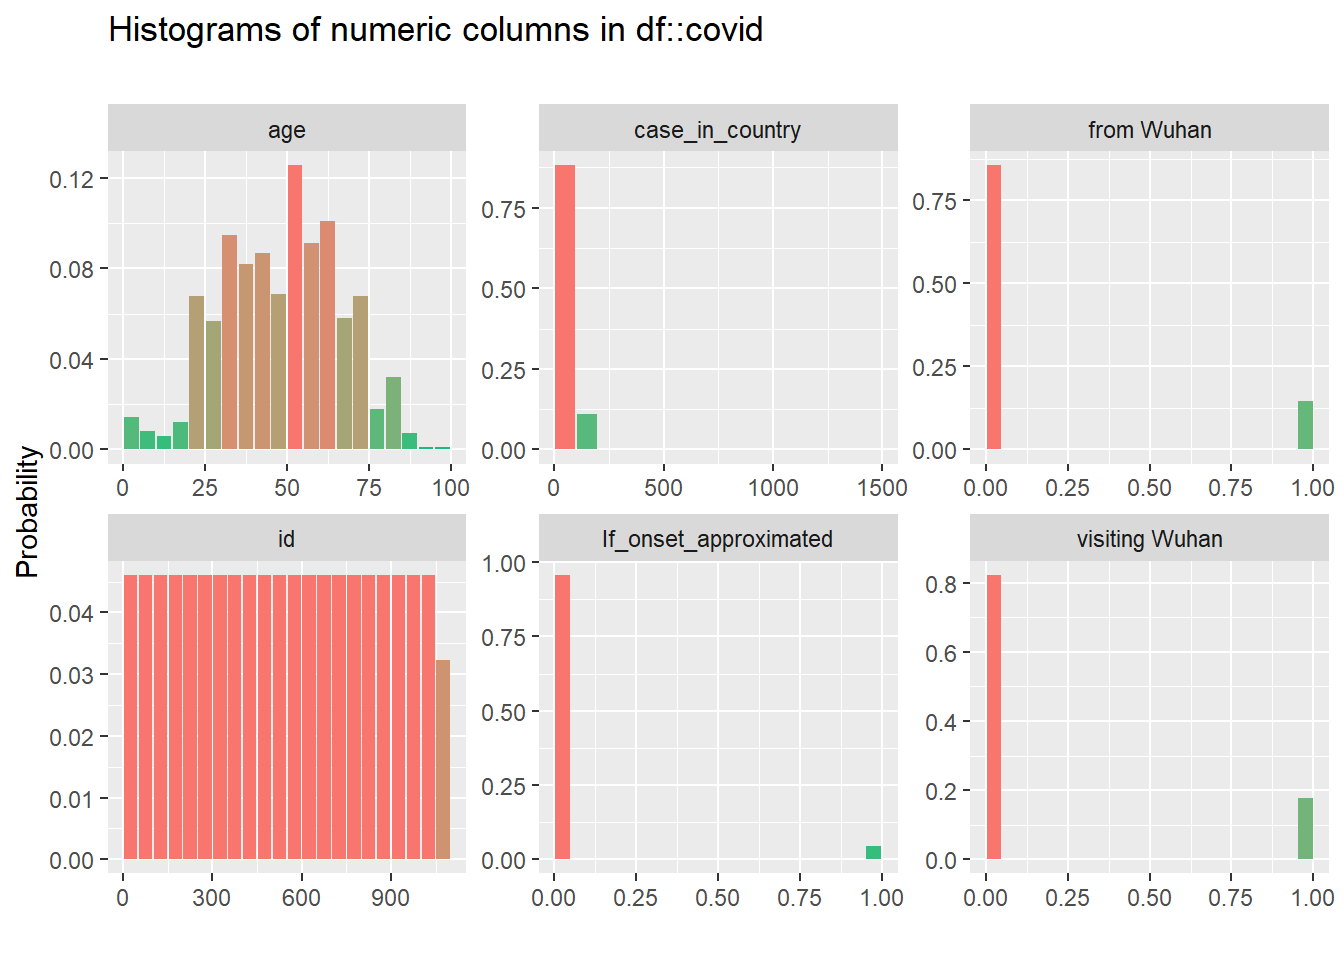 Histograms of numeric columns in df::covid
age
case_in_country
from Wuhan
0.12
0.08
0.04
0.00
0.75
0.50
0.25
0.00
0.75
0.50
0.25
0.00
0 25 50 75 100
0 500 1000 1500
0.00 0.25 0.50 0.75 1.00
Probability
id
If_onset_approximated
visiting Wuhan
0.04
0.03
0.02
0.01
0.00
1.00
0.75
0.50
0.25
0.00
0.8
0.6
0.4
0.2
0.0
0 300 600 900
0.00 0.25 0.50 0.75 1.00
0.00 0.25 0.50 0.75 1.00